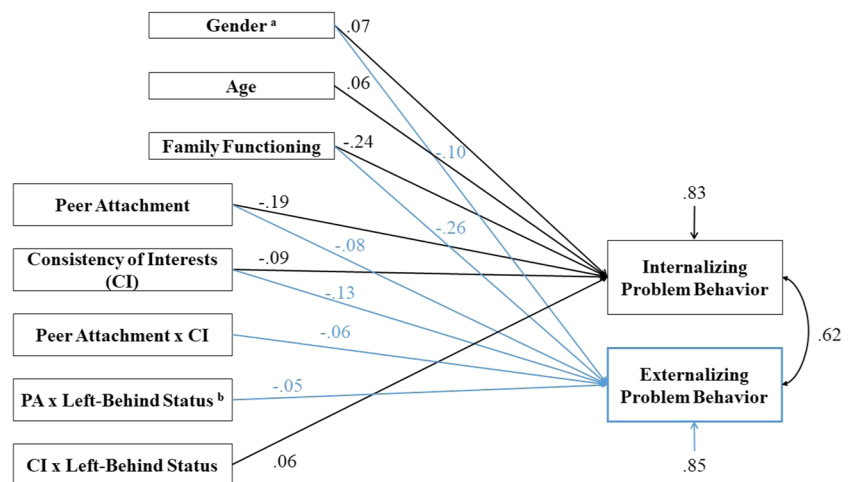 Gender a
.07
Age
.06
Family Functioning
-.24
-.10
Peer Attachment
-.19
.83
-.26
-.08
Consistency of Interests
(CI)
-.09
Internalizing
Problem Behavior
-.13
Peer Attachment x CI
-.06
.62
PA x Left-Behind Status b
-.05
Externalizing
Problem Behavior
CI x Left-Behind Status
.06
.85